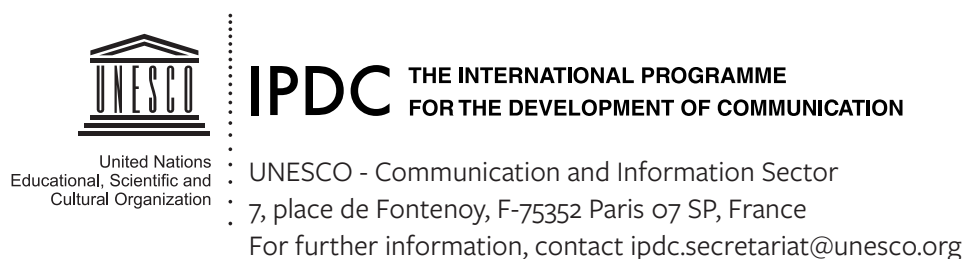 UNESCO
United Nations
Educational, Scientific and
Cultural Organization
IPDC
THE INTERNATIONAL PROGRAMME
FOR THE DEVELOPMENT OF COMMUNICATION
UNESCO - Communication and Information Sector
7, place de Fontenoy, F-75352 Paris 07 SP, France
For further information, contact ipdc.secretariat@unesco.org